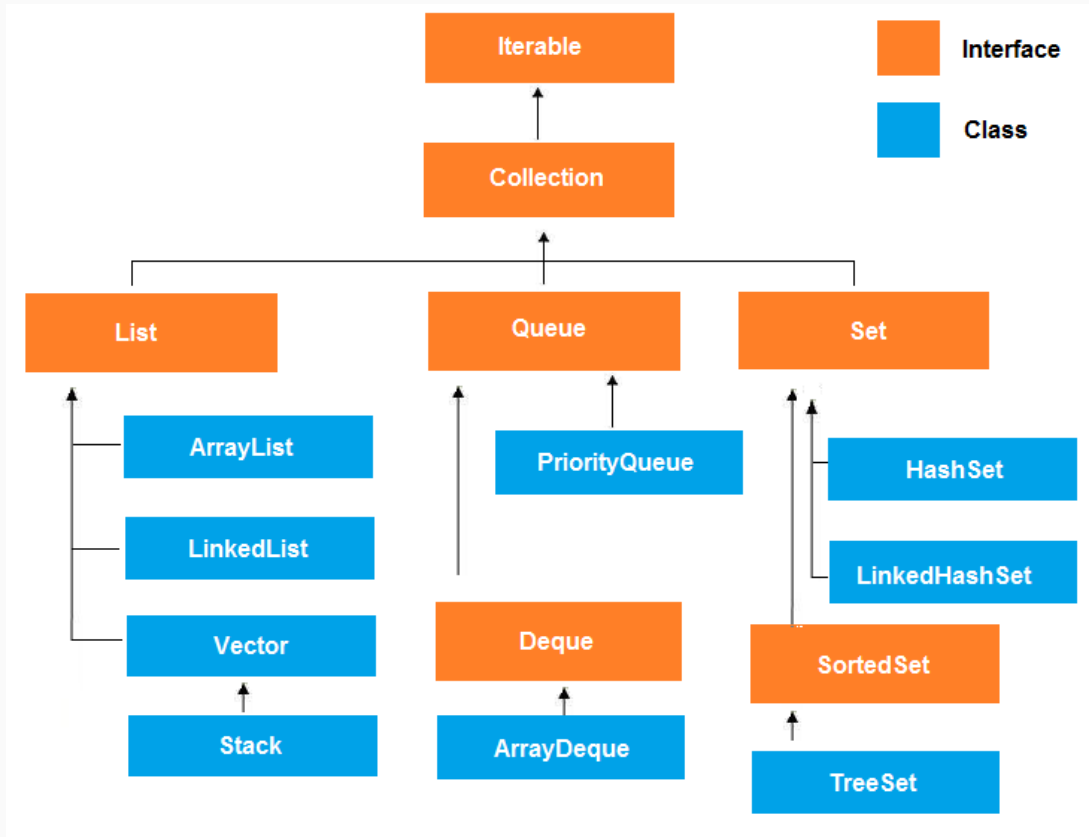 Iterable
Interface
Class
Collection
List
Queue
Set
ArrayList
PriorityQueue
HashSet
LinkedList
LinkedHashSet
Vector
Deque
SortedSet
Stack
ArrayDeque
TreeSet